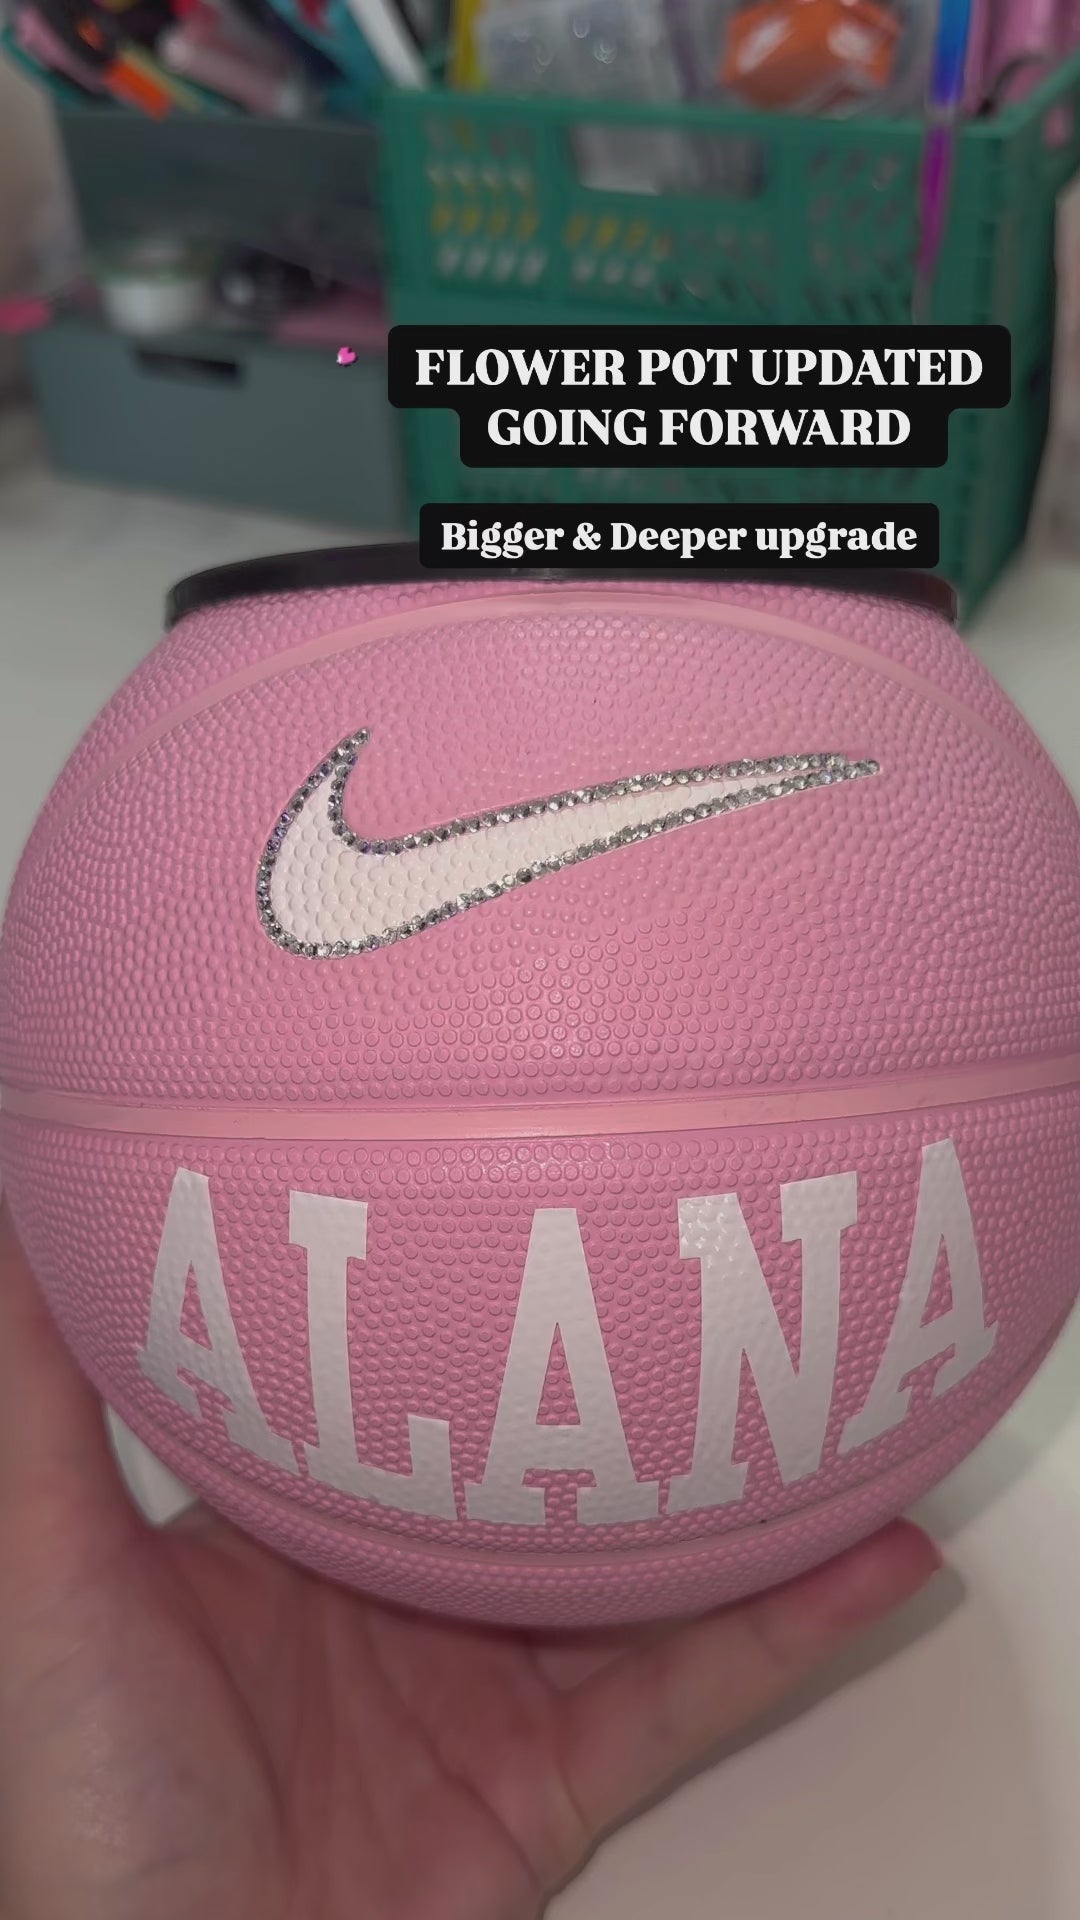 FLOWER POT UPDATED
GOING FORWARD
Bigger & Deeper upgrade
ALANA